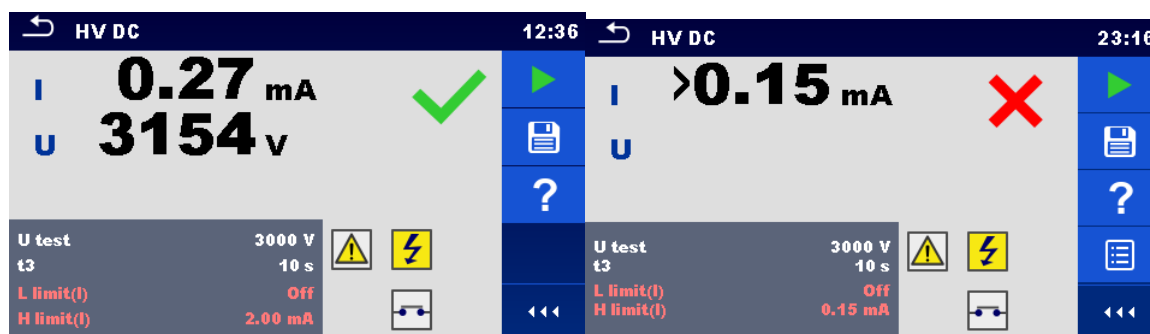 HV DC 12:36
I 0.27 mA
U 3154 V
?
U test 3000 V
t3 10 s
L limit(I) Off
H limit(I) 2.00 mA
HV DC 23:16
I >0.15 mA
U
?
U test 3000 V
t3 10 s
L limit(I) Off
H limit(I) 0.15 mA